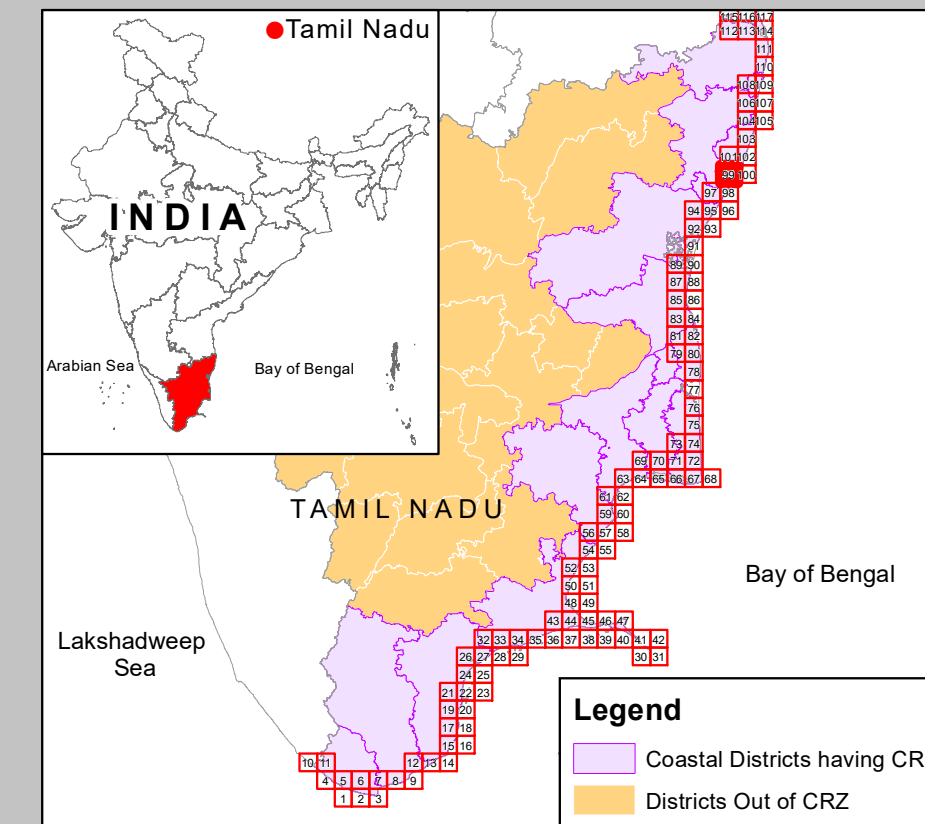 Tamil Nadu
INDIA
Arabian Sea
Bay of Bengal
115 116 117
112 113 114
111
110
108 109
106 107
104 105
103
101 102
99 100
97 98
94 95 96
92 93
91
89 90
87 88
85 86
83 84
81 82
79 80
78
77
76
75
73 74
69 70 71 72
63 64 65 66 67 68
61 62
59 60
56 57 58
54 55
52 53
50 51
48 49
43 44 45 46 47
32 33 34 35 36 37 38 39 40 41 42
26 27 28 29 30 31
24 25
21 22 23
19 20
17 18
15 16
10 11 12 13 14
4 5 6 7 8 9
1 2 3
TAMIL NADU
Bay of Bengal
Lakshadweep
Sea
Legend
Coastal Districts having CR
Districts Out of CRZ